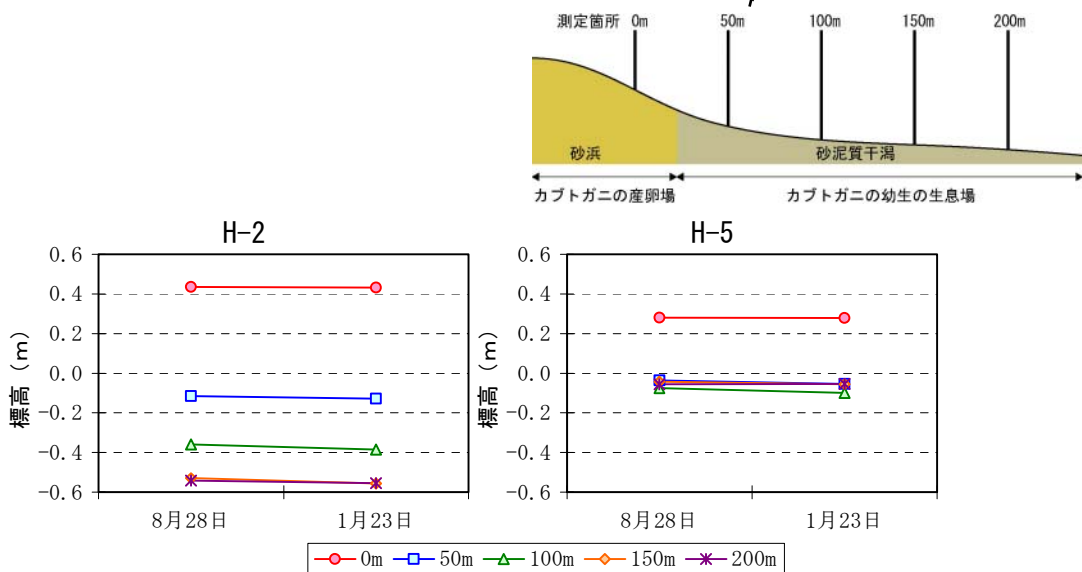 測定箇所 0m 50m 100m 150m 200m
砂浜 砂泥質干潟
カブトガニの産卵場 カブトガニの幼生の生息場
H-2
標高 (m)
0.6
0.4
0.2
0.0
-0.2
-0.4
-0.6
8月28日 1月23日
H-5
標高 (m)
0.6
0.4
0.2
0.0
-0.2
-0.4
-0.6
8月28日 1月23日
0m 50m 100m 150m 200m